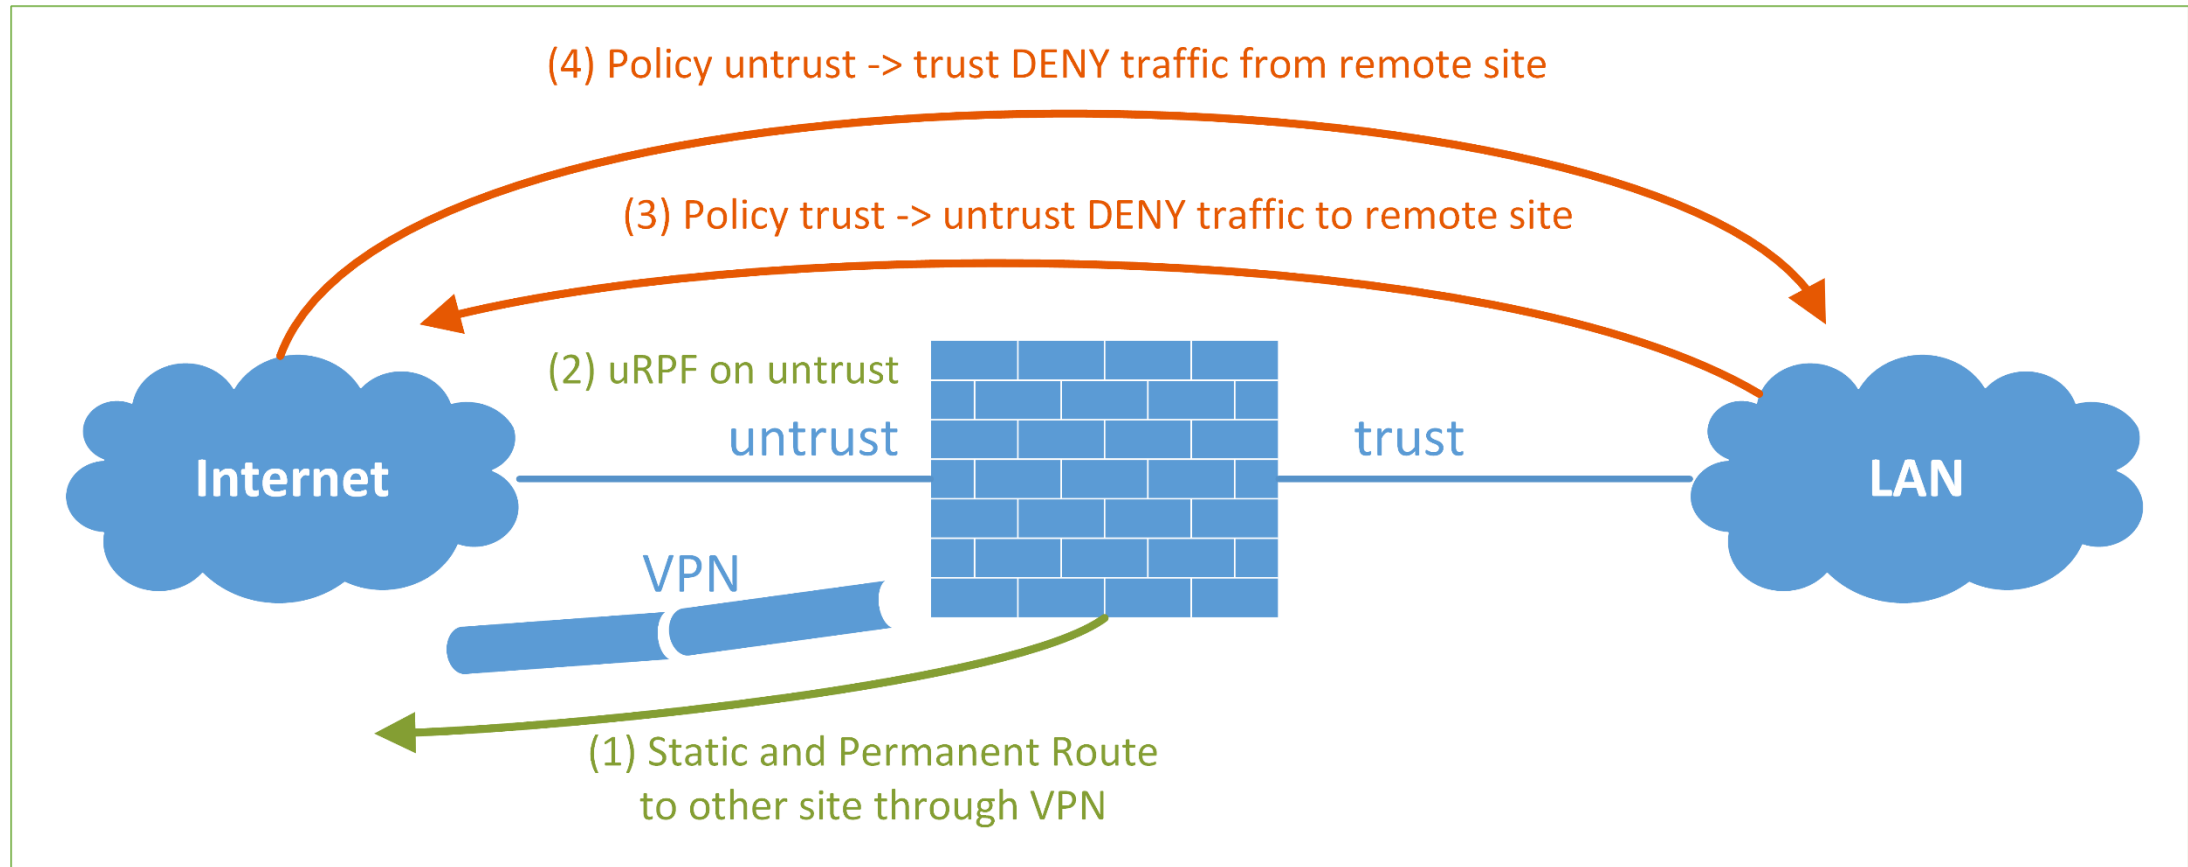 (4) Policy untrust -> trust DENY traffic from remote site
(3) Policy trust -> untrust DENY traffic to remote site
(2) uRPF on untrust
untrust
trust
Internet
LAN
VPN
(1) Static and Permanent Route
to other site through VPN